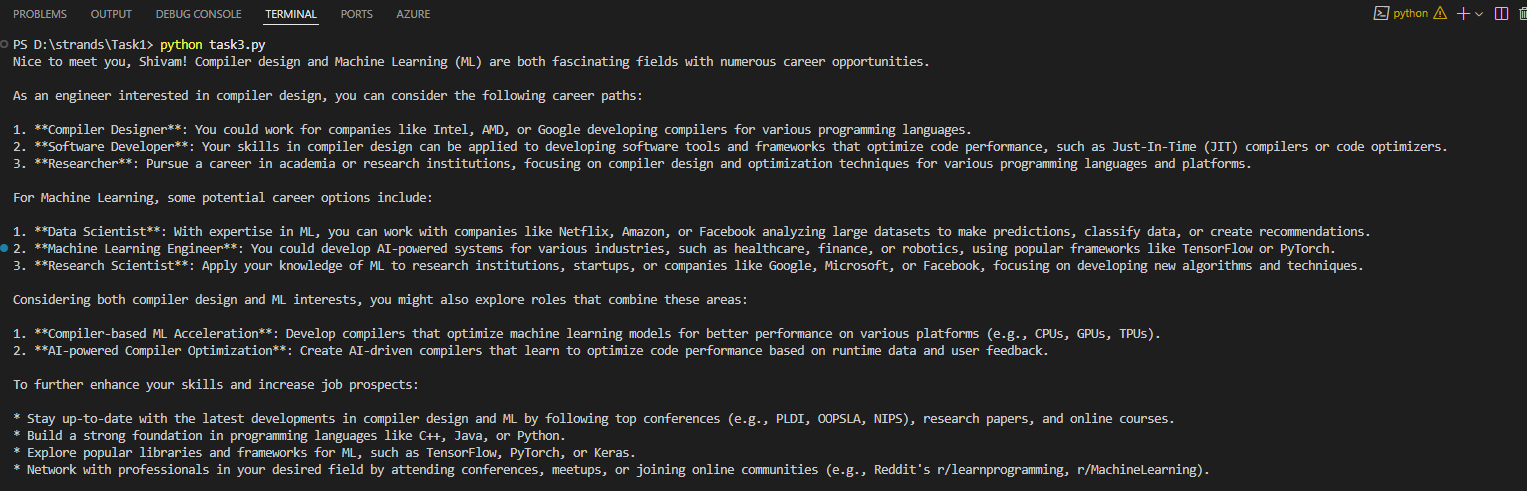 PROBLEMS OUTPUT DEBUG CONSOLE TERMINAL PORTS AZURE python
PS D:\strands\Task1> python task3.py
Nice to meet you, Shivam! Compiler design and Machine Learning (ML) are both fascinating fields with numerous career opportunities.
As an engineer interested in compiler design, you can consider the following career paths:
1. **Compiler Designer**: You could work for companies like Intel, AMD, or Google developing compilers for various programming languages.
2. **Software Developer**: Your skills in compiler design can be applied to developing software tools and frameworks that optimize code performance, such as Just-In-Time (JIT) compilers or code optimizers.
3. **Researcher**: Pursue a career in academia or research institutions, focusing on compiler design and optimization techniques for various programming languages and platforms.
For Machine Learning, some potential career options include:
1. **Data Scientist**: With expertise in ML, you can work with companies like Netflix, Amazon, or Facebook analyzing large datasets to make predictions, classify data, or create recommendations.
2. **Machine Learning Engineer**: You could develop AI-powered systems for various industries, such as healthcare, finance, or robotics, using popular frameworks like TensorFlow or PyTorch.
3. **Research Scientist**: Apply your knowledge of ML to research institutions, startups, or companies like Google, Microsoft, or Facebook, focusing on developing new algorithms and techniques.
Considering both compiler design and ML interests, you might also explore roles that combine these areas:
1. **Compiler-based ML Acceleration**: Develop compilers that optimize machine learning models for better performance on various platforms (e.g., CPUs, GPUs, TPUs).
2. **AI-powered Compiler Optimization**: Create AI-driven compilers that learn to optimize code performance based on runtime data and user feedback.
To further enhance your skills and increase job prospects:
* Stay up-to-date with the latest developments in compiler design and ML by following top conferences (e.g., PLDI, OOPSLA, NIPS), research papers, and online courses.
* Build a strong foundation in programming languages like C++, Java, or Python.
* Explore popular libraries and frameworks for ML, such as TensorFlow, PyTorch, or Keras.
* Network with professionals in your desired field by attending conferences, meetups, or joining online communities (e.g., Reddit's r/learnprogramming, r/MachineLearning).